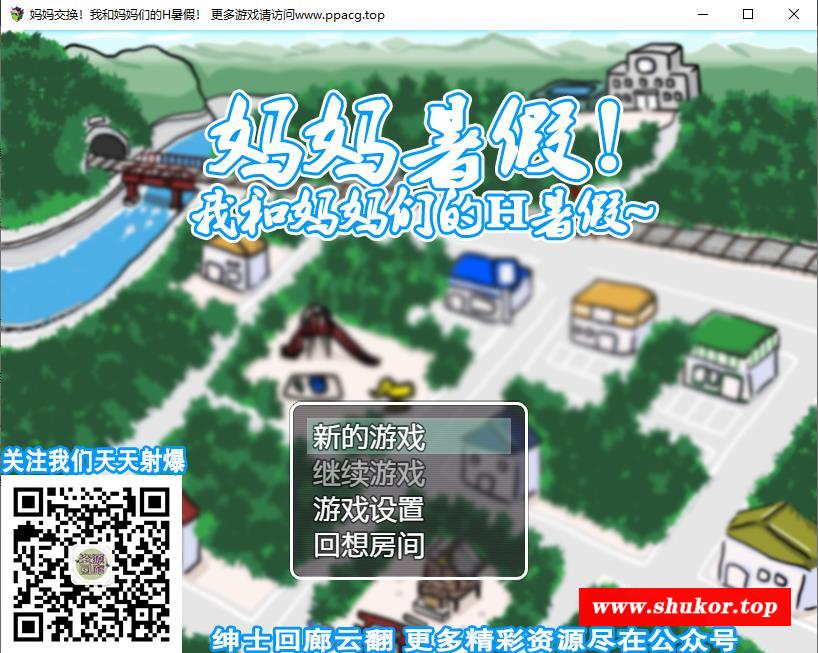 妈妈交换！我和妈妈们的H暑假！ 更多游戏请访问www.ppacg.top
妈妈暑假！
我和妈妈们的H暑假~
新的游戏
继续游戏
游戏设置
回想房间
关注我们天天射爆
资源
回廊
www.shukor.top
绅士回廊云翻 更多精彩资源尽在公众号